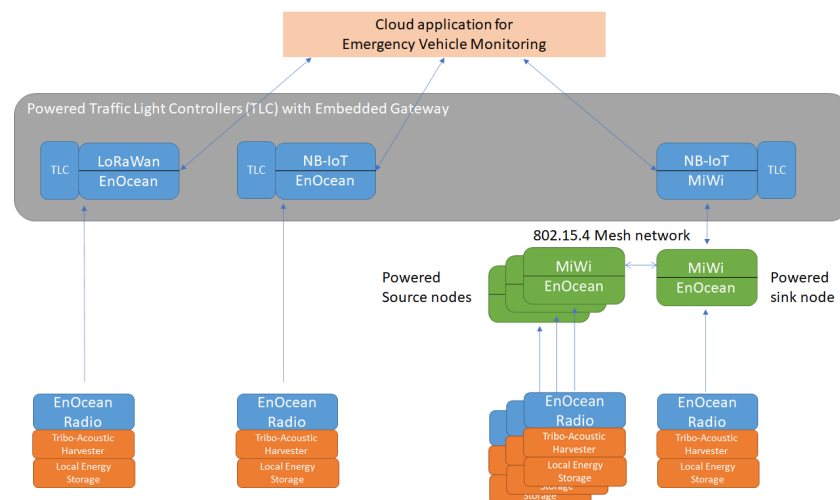 Cloud application for
Emergency Vehicle Monitoring
Powered Traffic Light Controllers (TLC) with Embedded Gateway
TLC
LoRaWan
EnOcean
TLC
NB-IoT
EnOcean
NB-IoT
MiWi
TLC
802.15.4 Mesh network
Powered
Source nodes
MiWi
EnOcean
MiWi
EnOcean
Powered
sink node
EnOcean
Radio
Tribo-Acoustic
Harvester
Local Energy
Storage
EnOcean
Radio
Tribo-Acoustic
Harvester
Local Energy
Storage
EnOcean
Radio
Tribo-Acoustic
Harvester
Local Energy
Storage
Storage
EnOcean
Radio
Tribo-Acoustic
Harvester
Local Energy
Storage